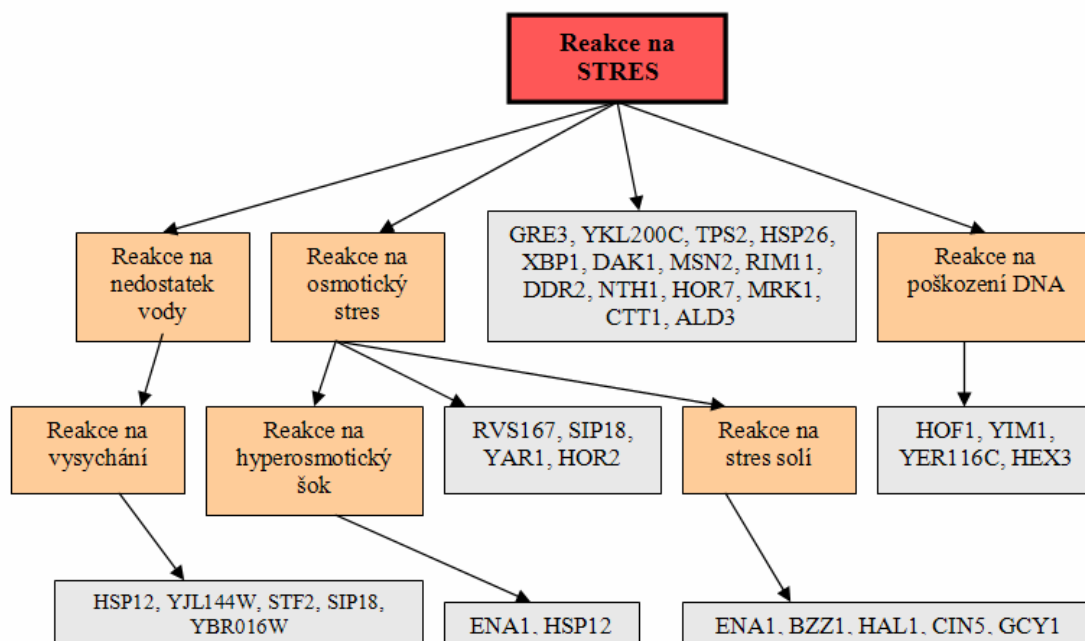 Reakce na
STRES
Reakce na
nedostatek
vody
Reakce na
osmotický
stres
GRE3, YKL200C, TPS2, HSP26,
XBP1, DAK1, MSN2, RIM11,
DDR2, NTH1, HOR7, MRK1,
CTT1, ALD3
Reakce na
poškození DNA
Reakce na
vysychání
Reakce na
hyperosmotický
šok
RVS167, SIP18,
YAR1, HOR2
Reakce na
stres solí
HOF1, YIM1,
YER116C, HEX3
HSP12, YJL144W, STF2, SIP18,
YBR016W
ENA1, HSP12
ENA1, BZZ1, HAL1, CIN5, GCY1